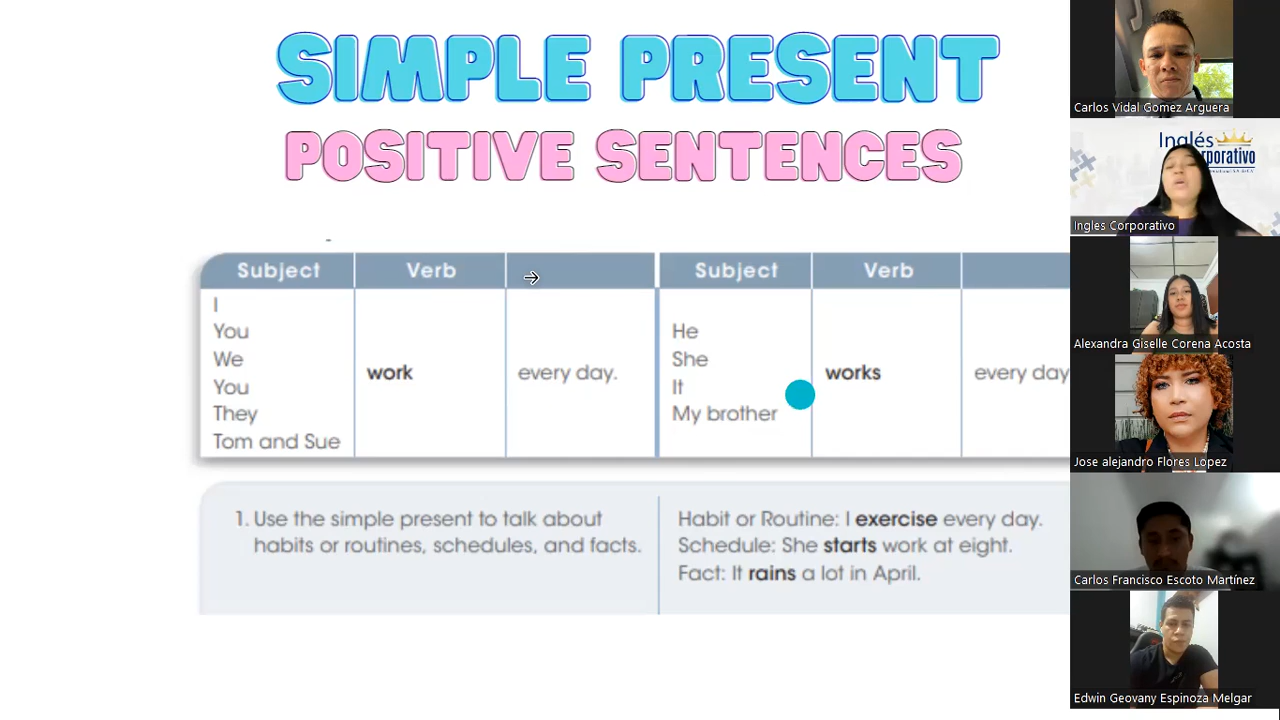 SIMPLE PRESENT
POSITIVE SENTENCES
Subject Verb Subject Verb
I
You
We
You
They
Tom and Sue
work
every day.
He
She
It
My brother
works
every day
1. Use the simple present to talk about
habits or routines, schedules, and facts.
Habit or Routine: I exercise every day.
Schedule: She starts work at eight.
Fact: It rains a lot in April.
Carlos Vidal Gomez Arguera
Inglés
Ingles Corporativo
Alexandra Giselle Corena Acosta
Jose alejandro Flores Lopez
Carlos Francisco Escoto Martínez
Edwin Geovany Espinoza Melgar